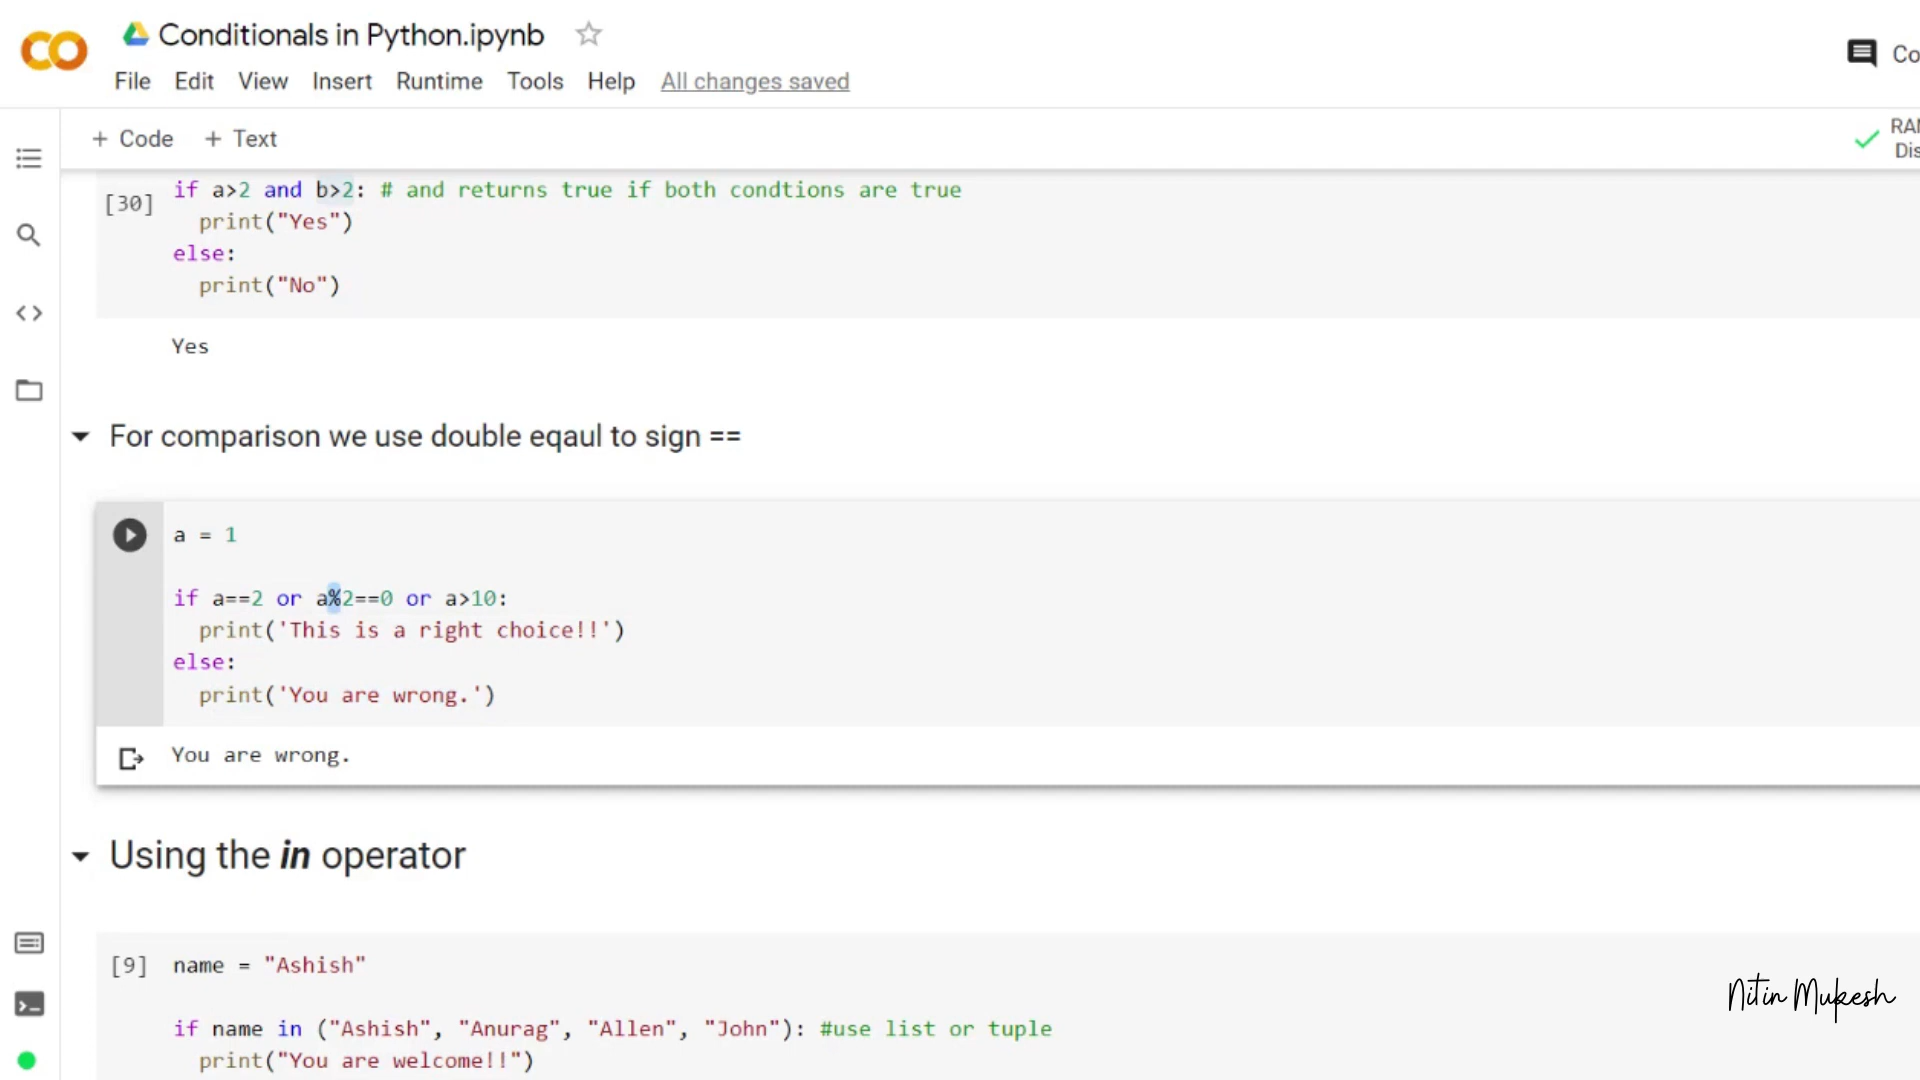 Conditionals in Python.ipynb
File Edit View Insert Runtime Tools Help All changes saved
+ Code + Text
[30] if a>2 and b>2: # and returns true if both condtions are true
print("Yes")
else:
print("No")
Yes
For comparison we use double eqaul to sign ==
a = 1
if a==2 or a%2==0 or a>10:
print('This is a right choice!!')
else:
print('You are wrong.')
You are wrong.
Using the in operator
[9] name = "Ashish"
if name in ("Ashish", "Anurag", "Allen", "John"): #use list or tuple
print("You are welcome!!")
Nitin Mukesh